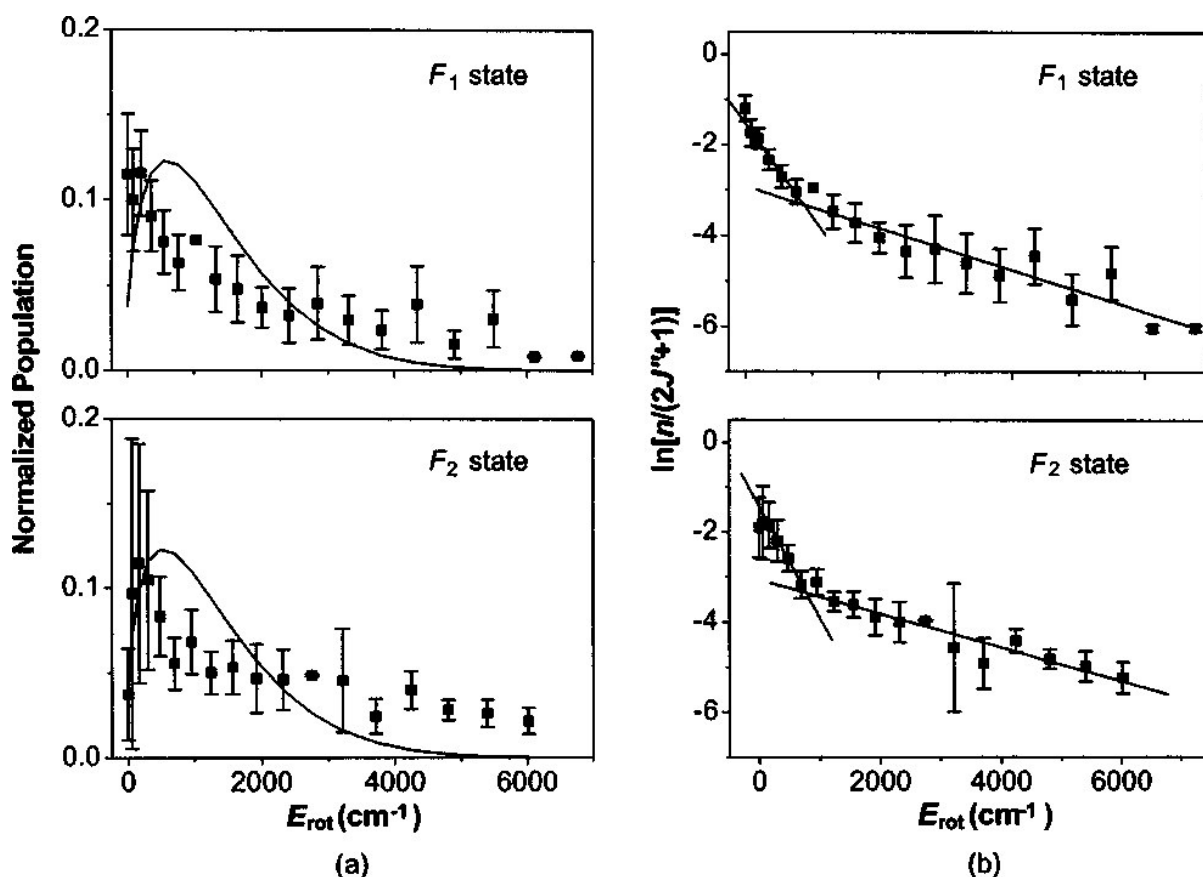 0.2
F₁ state
0.1
0.0
0.2
F₂ state
0.1
0.0
0
2000
4000
6000
Normalized Population
E_rot (cm⁻¹)
(a)
0
F₁ state
-2
-4
-6
0
F₂ state
-2
-4
-6
0
2000
4000
6000
ln[n/(2J"+1)]
E_rot (cm⁻¹)
(b)